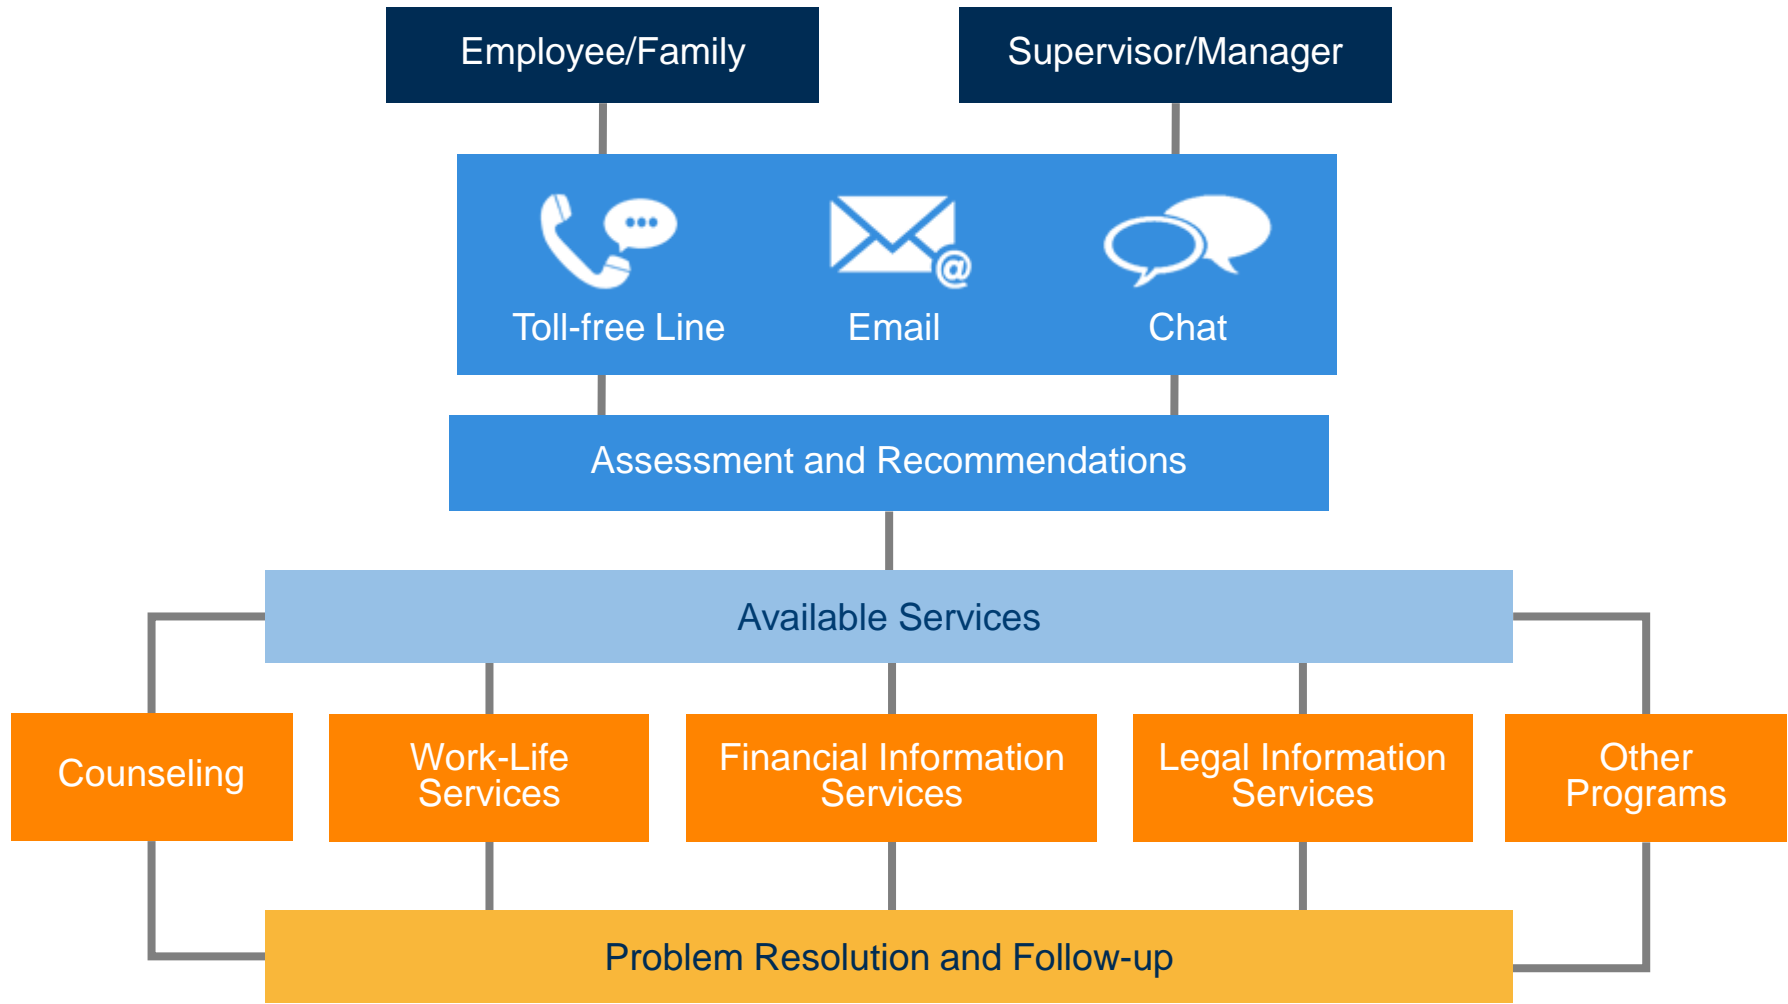 Employee/Family
Supervisor/Manager
Toll-free Line
Email
@
Chat
Assessment and Recommendations
Available Services
Counseling
Work-Life
Services
Financial Information
Services
Legal Information
Services
Other
Programs
Problem Resolution and Follow-up